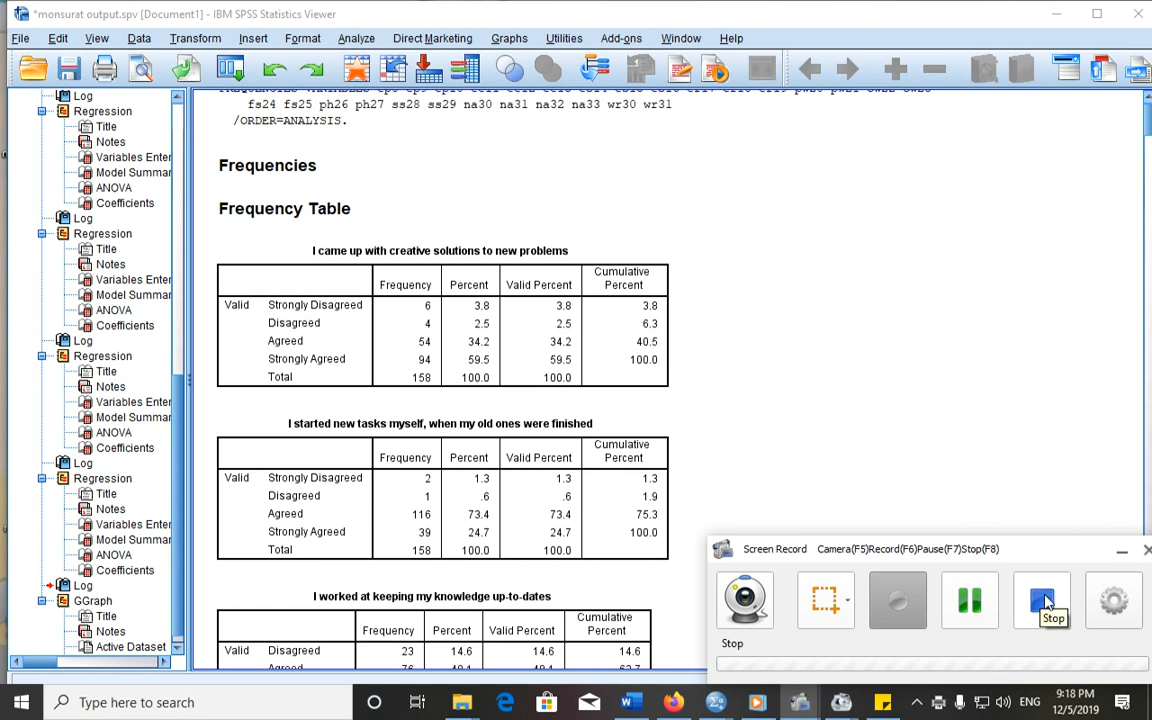 *monsurat output.spv [Document1] - IBM SPSS Statistics Viewer
File Edit View Data Transform Insert Format Analyze Direct Marketing Graphs Utilities Add-ons Window Help
Log
Regression
Title
Notes
Variables Enter
Model Summar
ANOVA
Coefficients
Log
Regression
Title
Notes
Variables Enter
Model Summar
ANOVA
Coefficients
Log
Regression
Title
Notes
Variables Enter
Model Summar
ANOVA
Coefficients
Log
Regression
Title
Notes
Variables Enter
Model Summar
ANOVA
Coefficients
Log
GGraph
Title
Notes
Active Dataset
fs24 fs25 ph26 ph27 ss28 ss29 na30 na31 na32 na33 wr30 wr31
/ORDER=ANALYSIS.
Frequencies
Frequency Table
I came up with creative solutions to new problems
Frequency Percent Valid Percent Cumulative Percent
Valid Strongly Disagreed 6 3.8 3.8 3.8
Disagreed 4 2.5 2.5 6.3
Agreed 54 34.2 34.2 40.5
Strongly Agreed 94 59.5 59.5 100.0
Total 158 100.0 100.0
I started new tasks myself, when my old ones were finished
Frequency Percent Valid Percent Cumulative Percent
Valid Strongly Disagreed 2 1.3 1.3 1.3
Disagreed 1 .6 .6 1.9
Agreed 116 73.4 73.4 75.3
Strongly Agreed 39 24.7 24.7 100.0
Total 158 100.0 100.0
I worked at keeping my knowledge up-to-dates
Frequency Percent Valid Percent Cumulative Percent
Valid Disagreed 23 14.6 14.6 14.6
Screen Record Camera(F5)Record(F6)Pause(F7)Stop(F8)
Stop
Stop
Type here to search
ENG
9:18 PM
12/5/2019